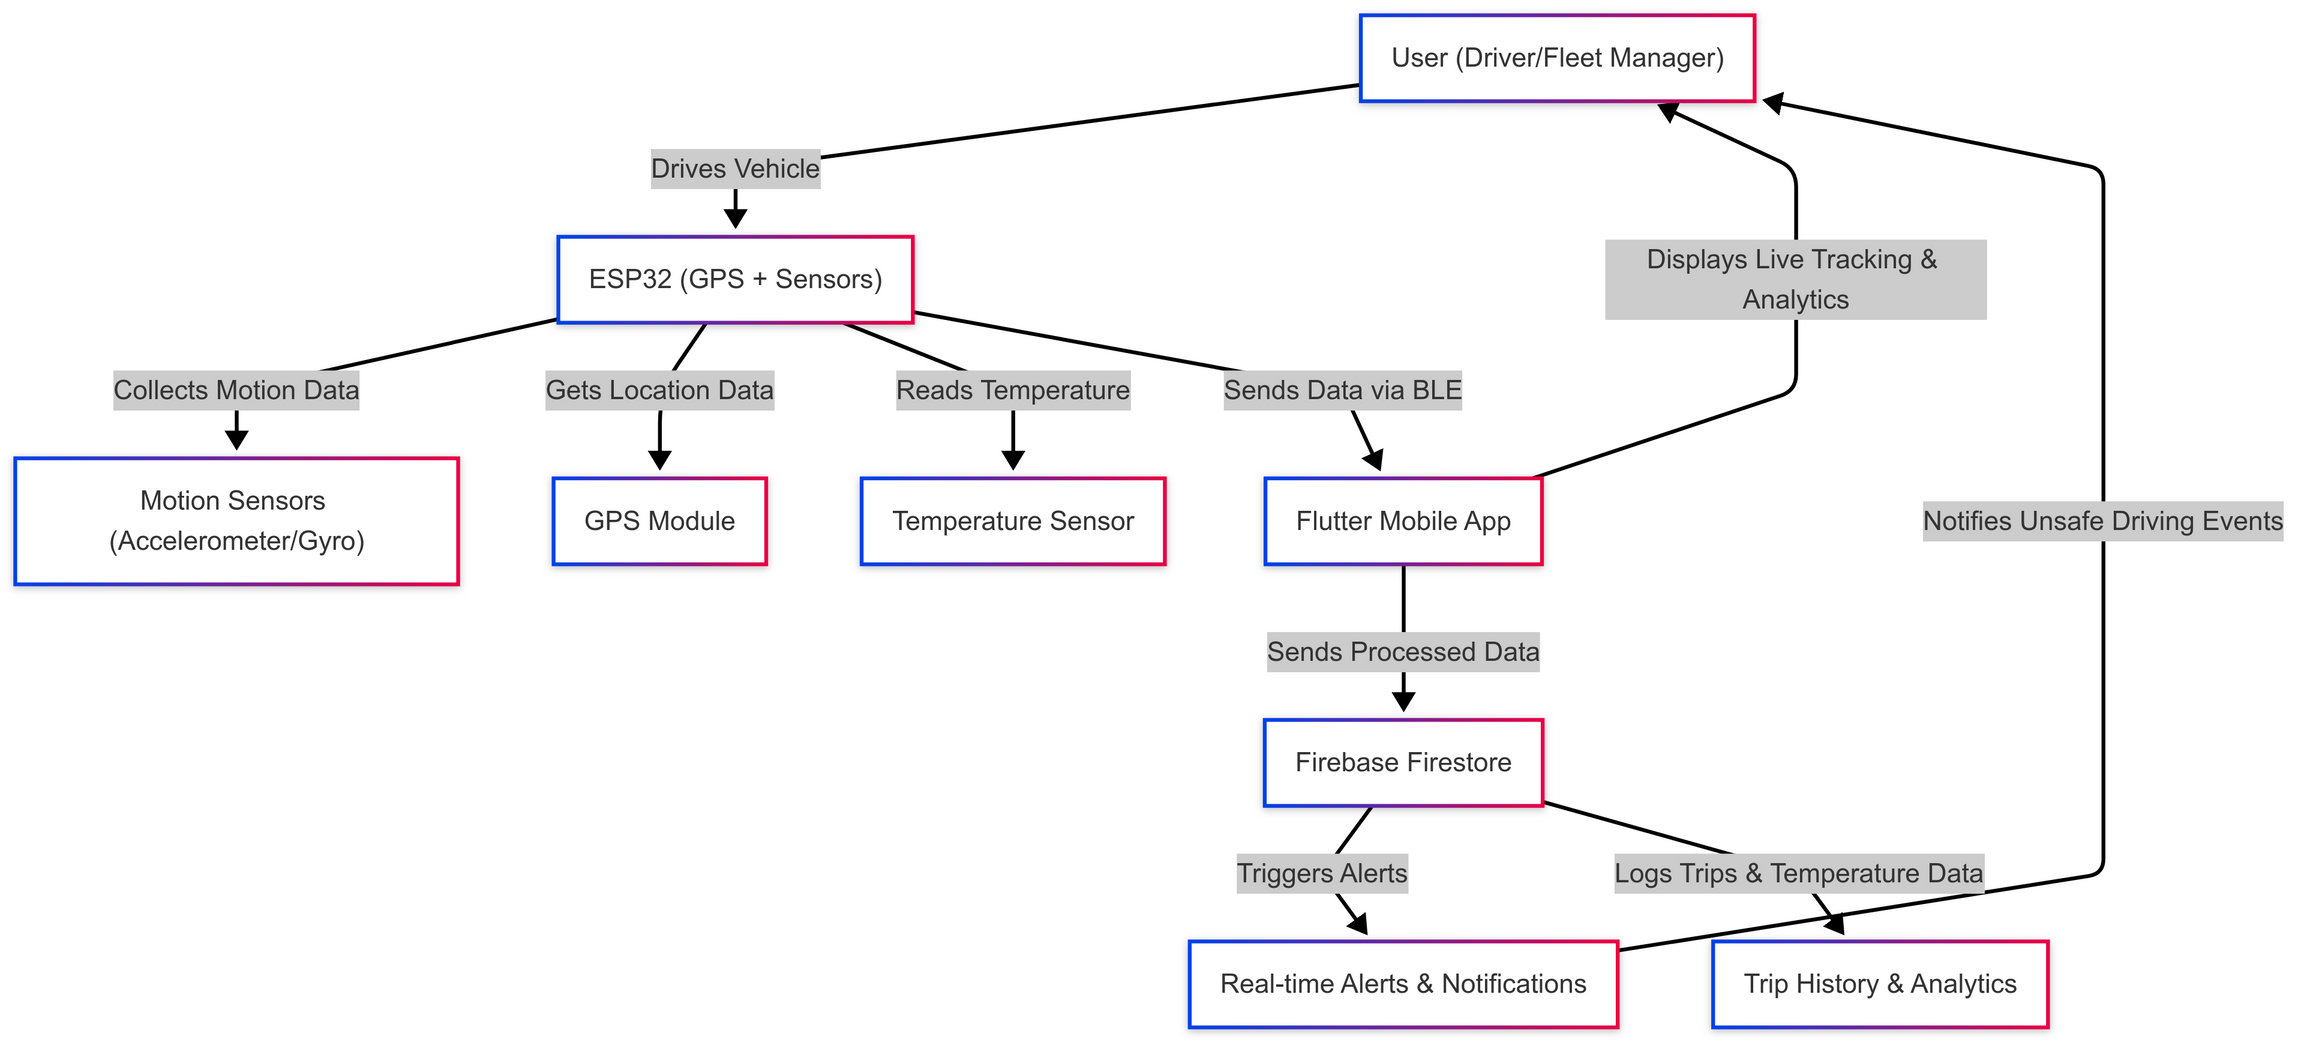 User (Driver/Fleet Manager)
Drives Vehicle
Displays Live Tracking &
Analytics
ESP32 (GPS + Sensors)
Collects Motion Data
Gets Location Data
Reads Temperature
Sends Data via BLE
Motion Sensors
(Accelerometer/Gyro)
GPS Module
Temperature Sensor
Flutter Mobile App
Notifies Unsafe Driving Events
Sends Processed Data
Firebase Firestore
Triggers Alerts
Logs Trips & Temperature Data
Real-time Alerts & Notifications
Trip History & Analytics